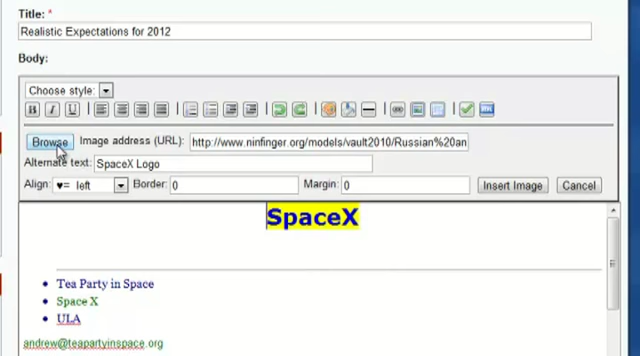 Title: *
Realistic Expectations for 2012
Body:
Choose style:
B I U
Browse Image address (URL): http://www.ninfinger.org/models/vault2010/Russian%20an
Alternate text: SpaceX Logo
Align: ♥= left Border: 0 Margin: 0 Insert Image Cancel
SpaceX
Tea Party in Space
Space X
ULA
andrew@teapartyinspace.org